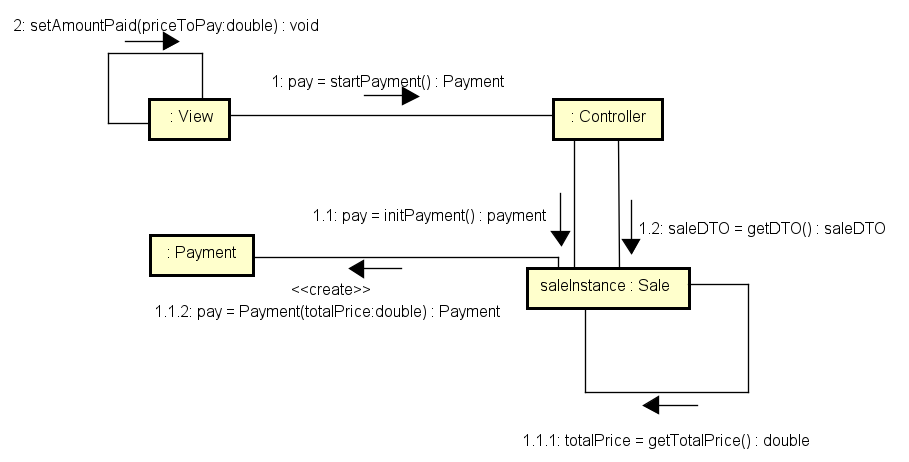 2: setAmountPaid(priceToPay:double) : void
1: pay = startPayment() : Payment
: View
: Controller
1.1: pay = initPayment() : payment
1.2: saleDTO = getDTO() : saleDTO
: Payment
saleInstance : Sale
<<create>>
1.1.2: pay = Payment(totalPrice:double) : Payment
1.1.1: totalPrice = getTotalPrice() : double